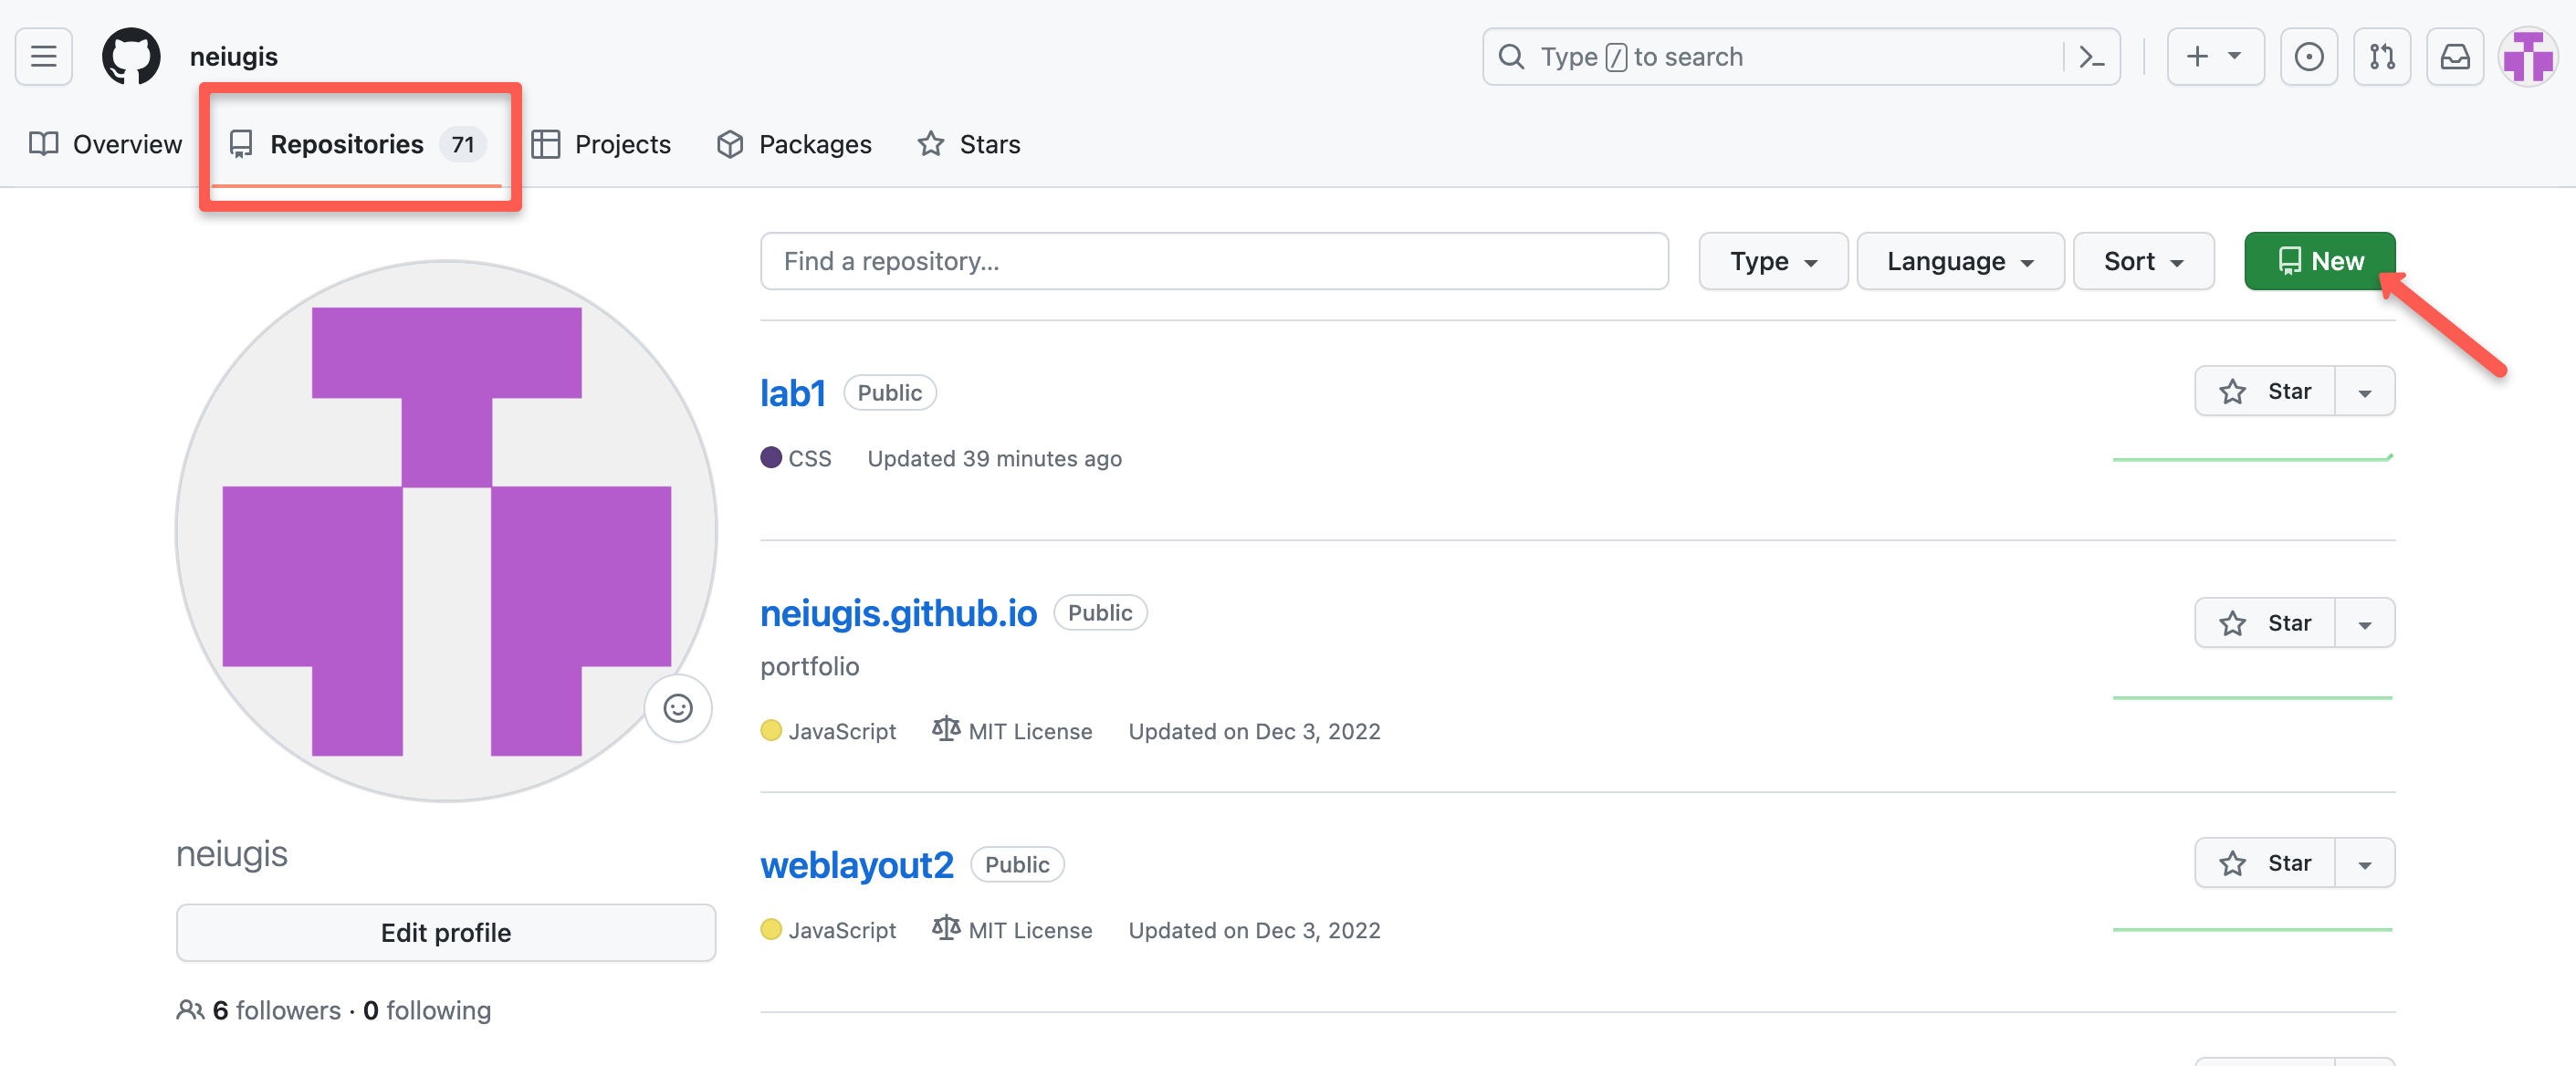 neiugis
Type / to search
Overview Repositories 71 Projects Packages Stars
Find a repository... Type Language Sort New
lab1 Public Star
CSS Updated 39 minutes ago
neiugis.github.io Public Star
portfolio
JavaScript MIT License Updated on Dec 3, 2022
neiugis
weblayout2 Public Star
JavaScript MIT License Updated on Dec 3, 2022
Edit profile
6 followers · 0 following